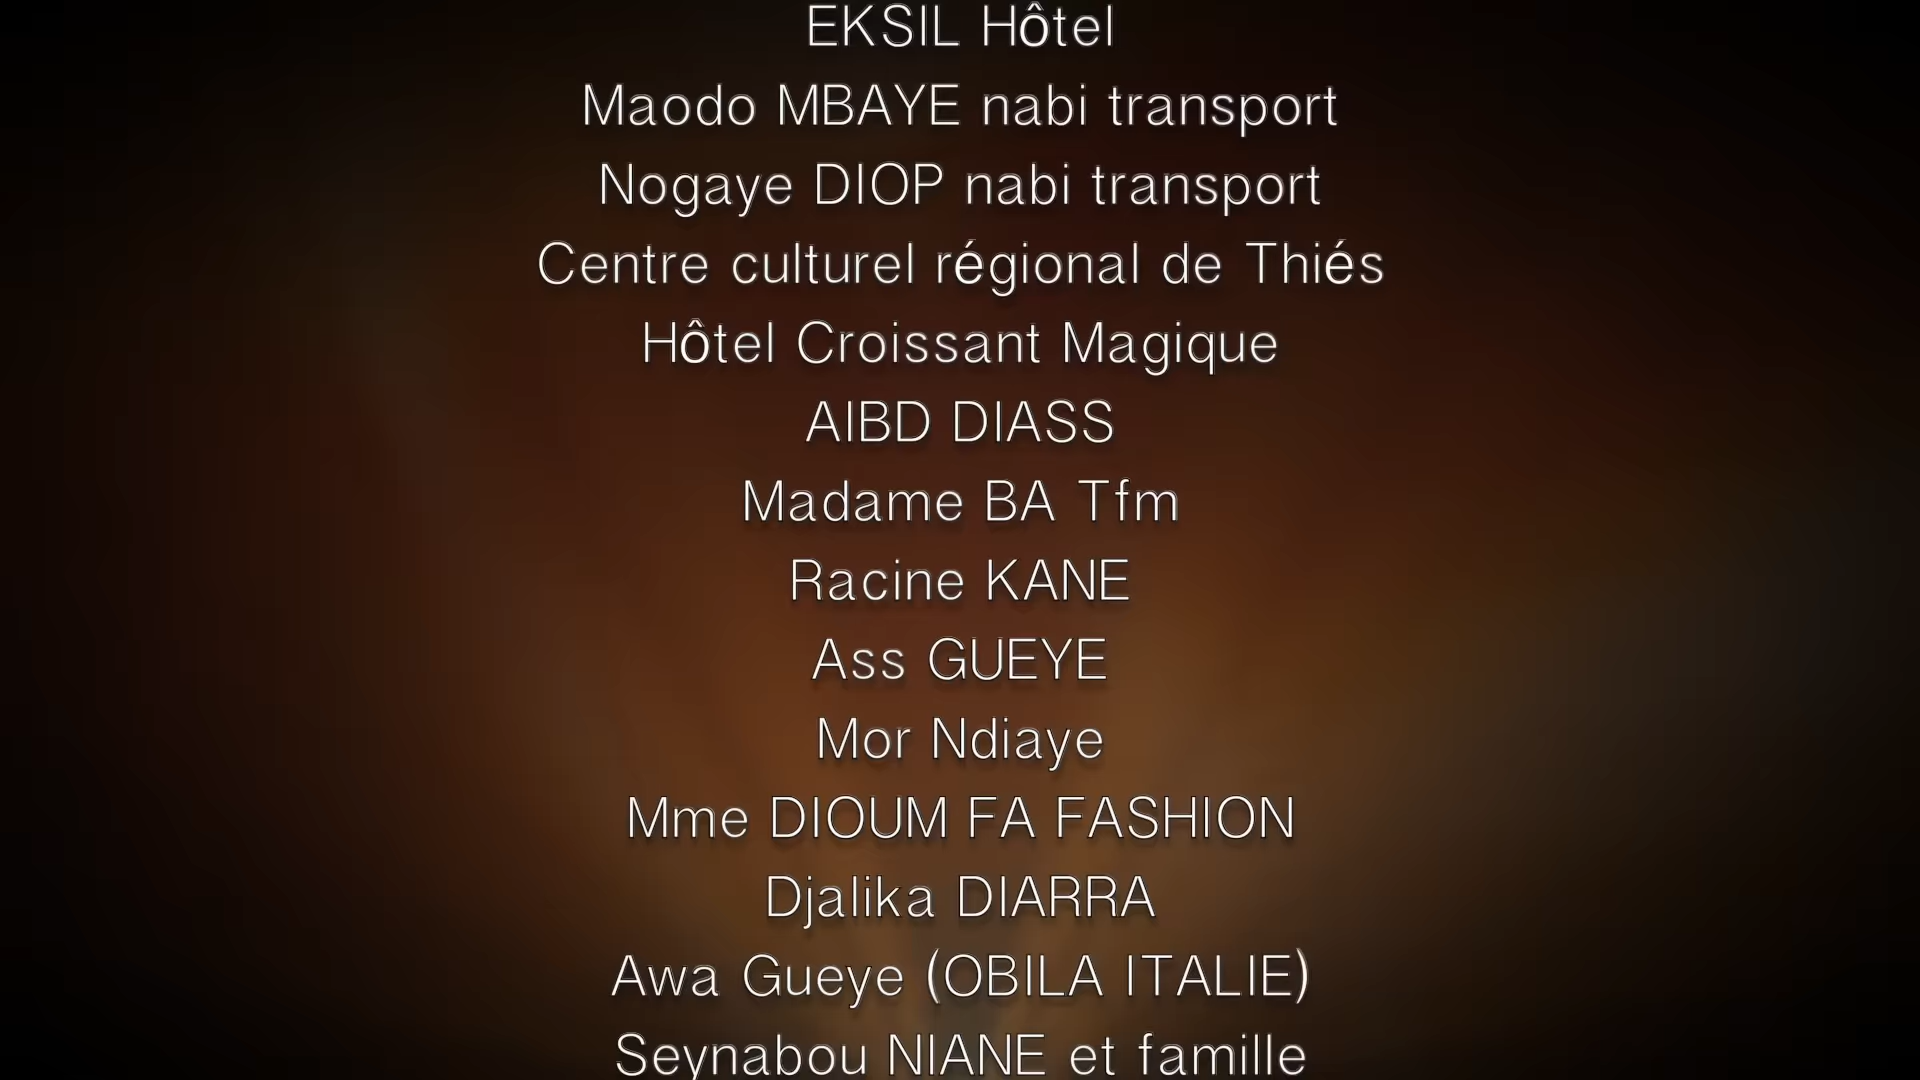 EKSIL Hôtel
Maodo MBAYE nabi transport
Nogaye DIOP nabi transport
Centre culturel régional de Thiés
Hôtel Croissant Magique
AIBD DIASS
Madame BA Tfm
Racine KANE
Ass GUEYE
Mor Ndiaye
Mme DIOUM FA FASHION
Djalika DIARRA
Awa Gueye (OBILA ITALIE)
Seynabou NIANE et famille